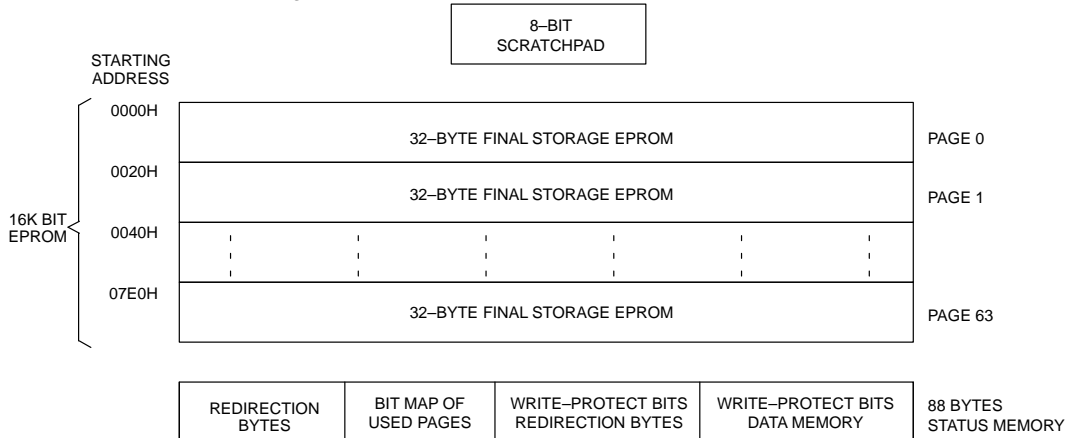 8–BIT
SCRATCHPAD
STARTING
ADDRESS
0000H
32–BYTE FINAL STORAGE EPROM
PAGE 0
0020H
32–BYTE FINAL STORAGE EPROM
PAGE 1
16K BIT
EPROM
0040H
07E0H
32–BYTE FINAL STORAGE EPROM
PAGE 63
REDIRECTION
BYTES
BIT MAP OF
USED PAGES
WRITE–PROTECT BITS
REDIRECTION BYTES
WRITE–PROTECT BITS
DATA MEMORY
88 BYTES
STATUS MEMORY